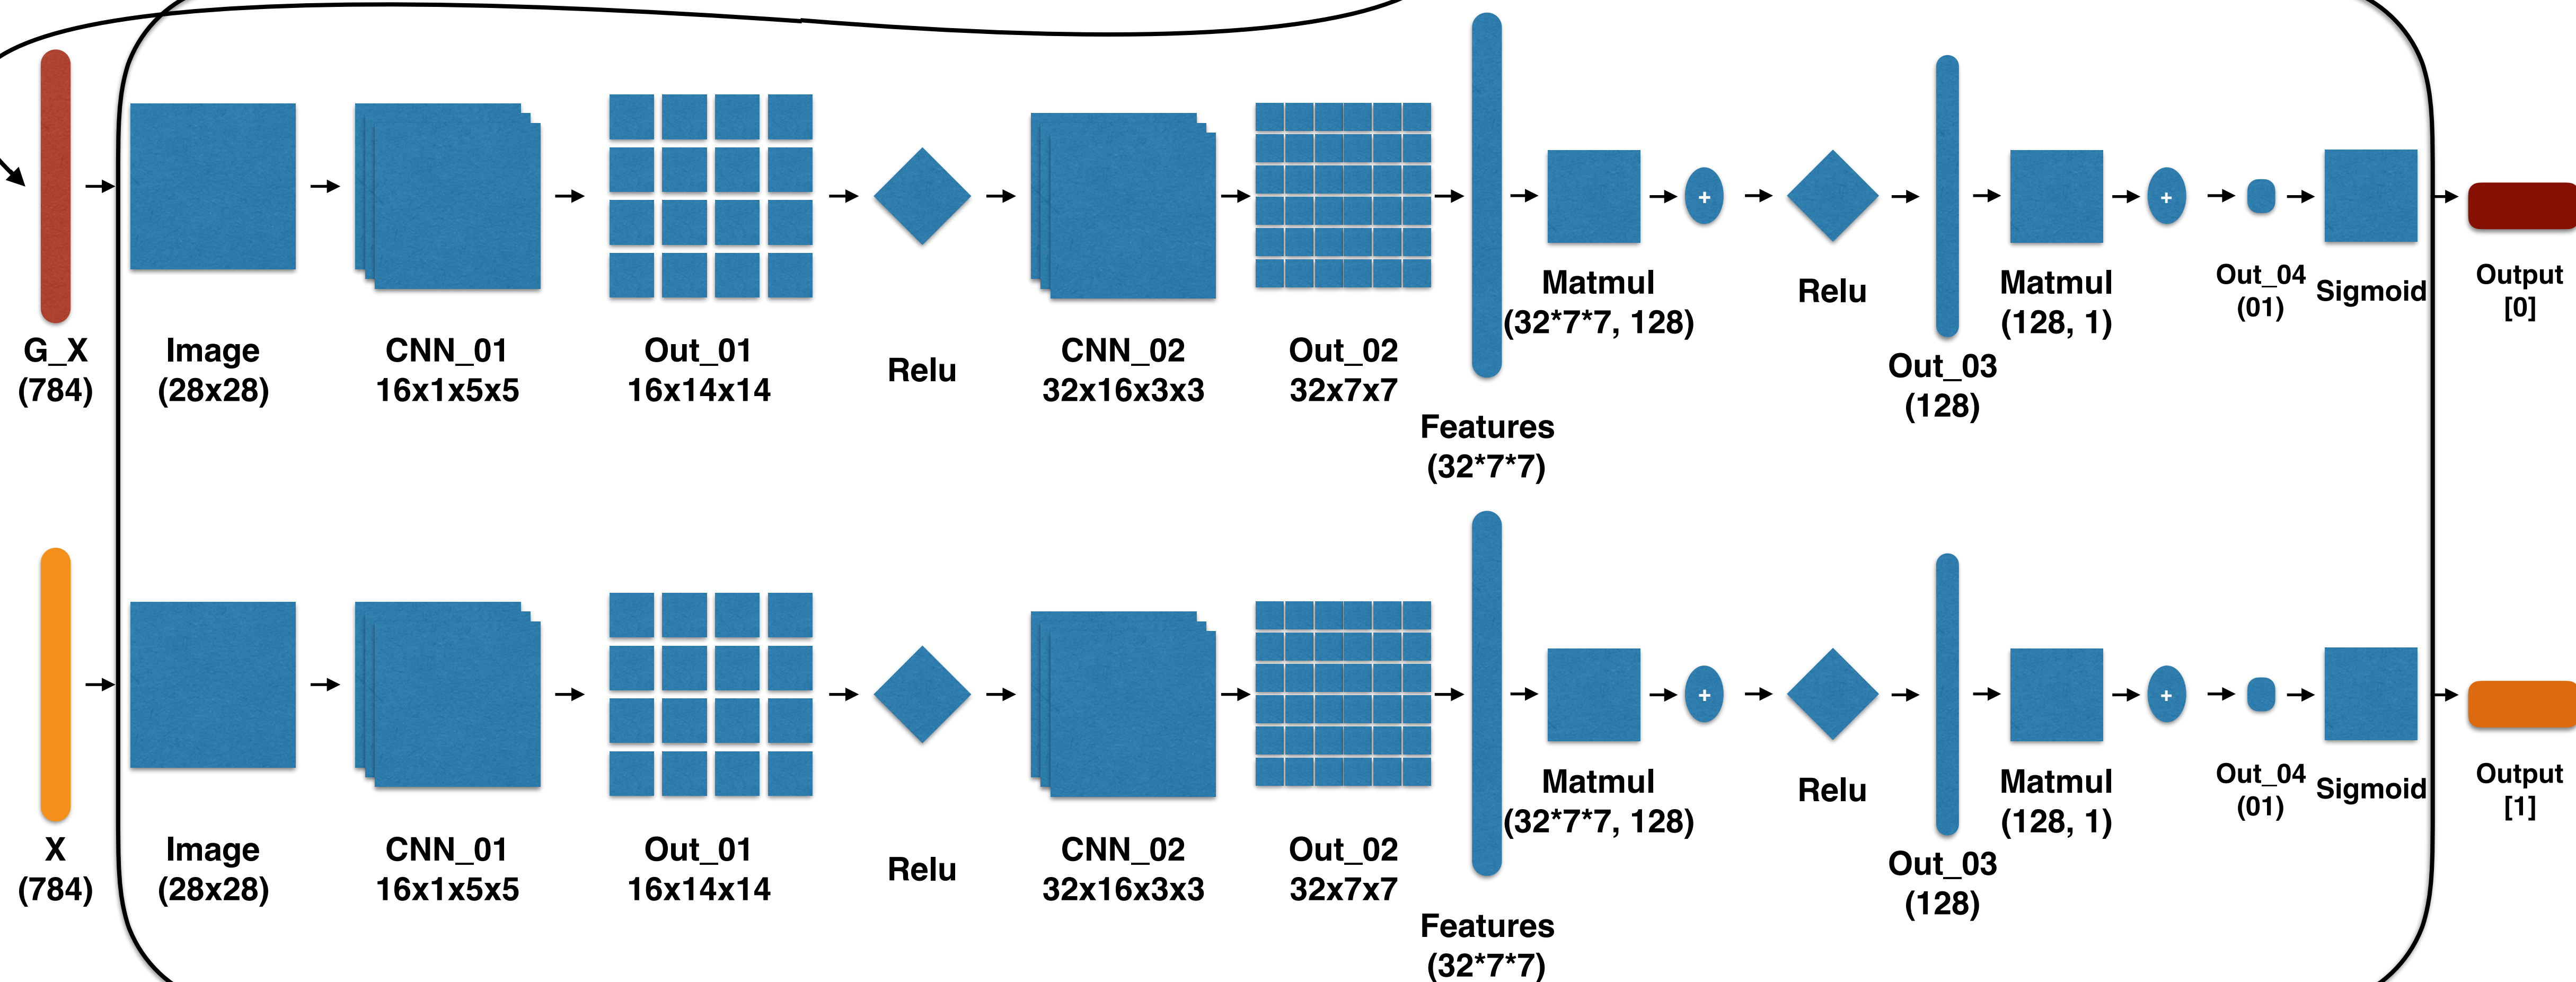 +
+
Matmul
(32*7*7, 128)
Relu
Matmul
(128, 1)
Out_04
(01)
Sigmoid
Output
[0]
G_X
(784)
Image
(28x28)
CNN_01
16x1x5x5
Out_01
16x14x14
Relu
CNN_02
32x16x3x3
Out_02
32x7x7
Out_03
(128)
Features
(32*7*7)
+
+
Matmul
(32*7*7, 128)
Relu
Matmul
(128, 1)
Out_04
(01)
Sigmoid
Output
[1]
X
(784)
Image
(28x28)
CNN_01
16x1x5x5
Out_01
16x14x14
Relu
CNN_02
32x16x3x3
Out_02
32x7x7
Out_03
(128)
Features
(32*7*7)